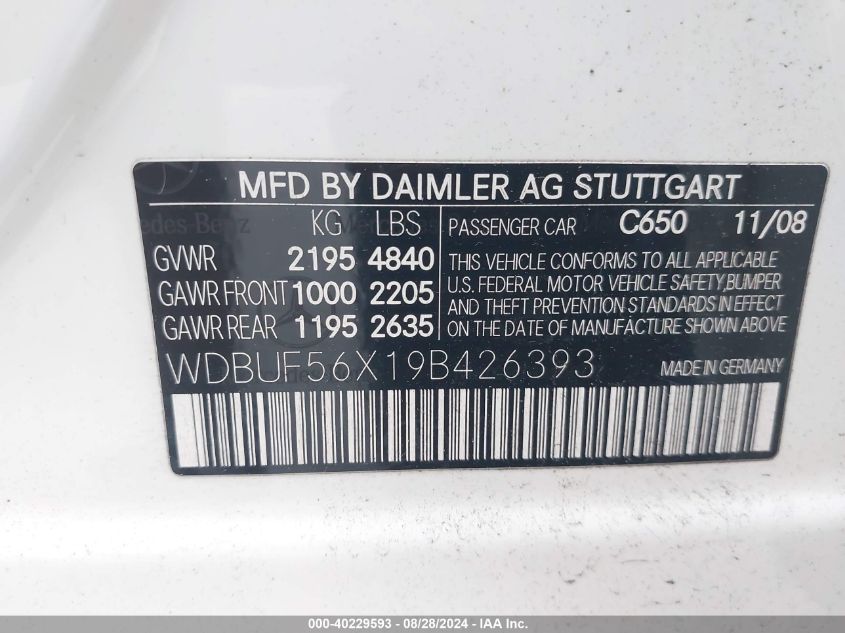 MFD BY DAIMLER AG STUTTGART
KG LBS
GVWR 2195 4840
GAWR FRONT 1000 2205
GAWR REAR 1195 2635
PASSENGER CAR C650 11/08
THIS VEHICLE CONFORMS TO ALL APPLICABLE
U.S. FEDERAL MOTOR VEHICLE SAFETY,BUMPER
AND THEFT PREVENTION STANDARDS IN EFFECT
ON THE DATE OF MANUFACTURE SHOWN ABOVE
WDBUF56X19B426393 MADE IN GERMANY
000-40229593 - 08/28/2024 - IAA Inc.